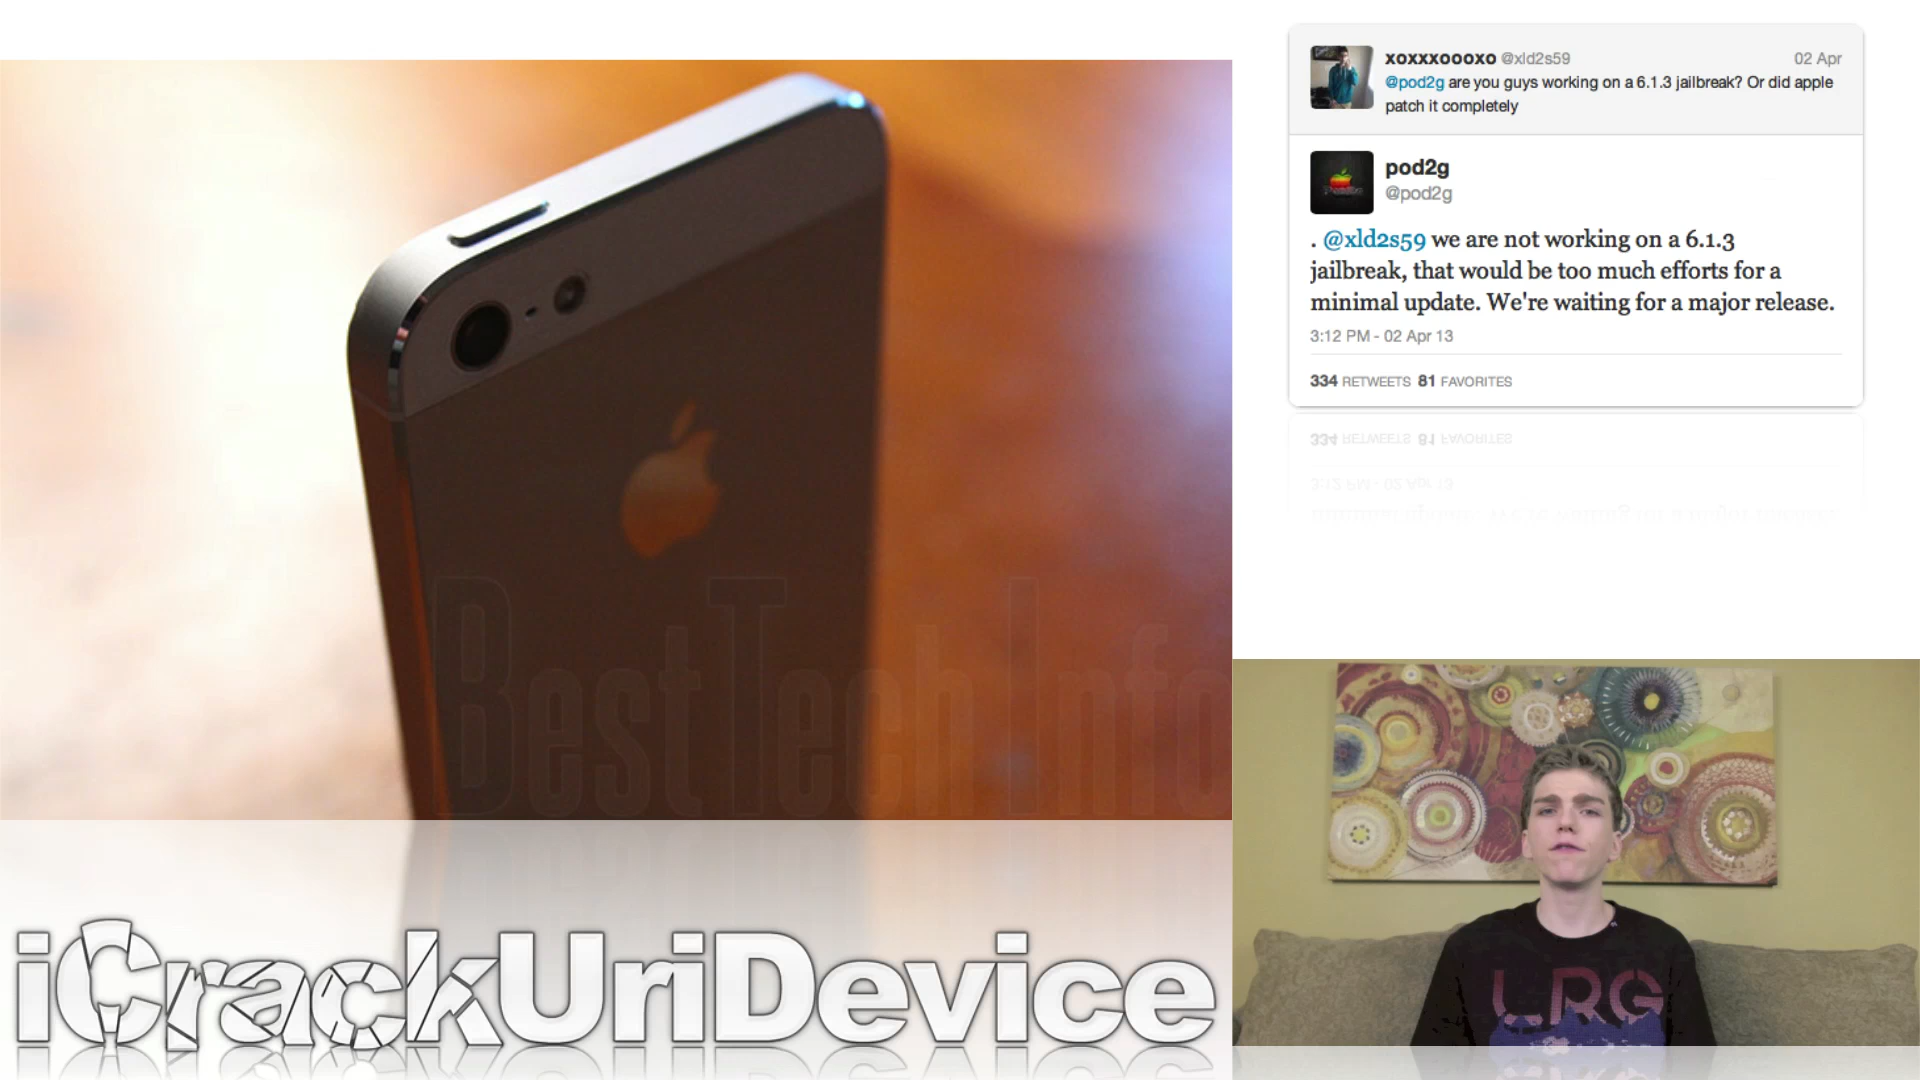 xoxxxoooxo @xld2s59 02 Apr
@pod2g are you guys working on a 6.1.3 jailbreak? Or did apple
patch it completely
pod2g
@pod2g
. @xld2s59 we are not working on a 6.1.3
jailbreak, that would be too much efforts for a
minimal update. We're waiting for a major release.
3:12 PM - 02 Apr 13
334 RETWEETS 81 FAVORITES
BestTechInfo
iCrackUriDevice
LRG